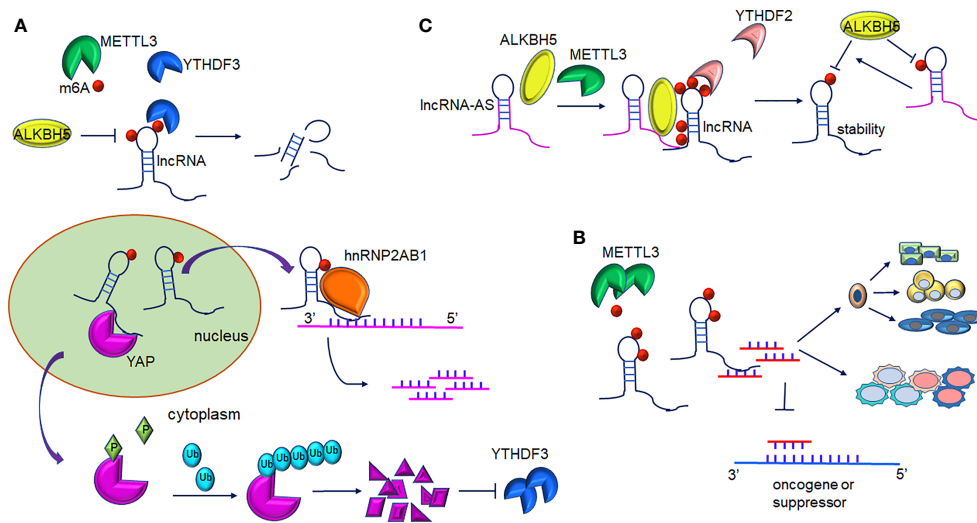 A
METTL3
m6A
YTHDF3
ALKBH5
lncRNA
nucleus
YAP
hnRNP2AB1
3’ 5’
cytoplasm
P
P
Ub
Ub
Ub Ub Ub Ub Ub
YTHDF3
C
ALKBH5
METTL3
YTHDF2
lncRNA-AS
lncRNA
ALKBH5
stability
B
METTL3
3’ 5’
oncogene or
suppressor